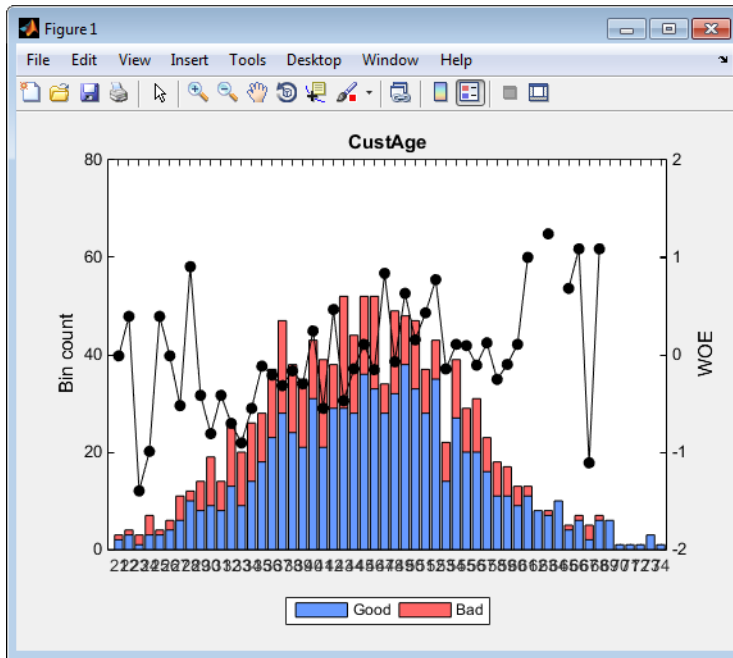 Figure 1
File Edit View Insert Tools Desktop Window Help
CustAge
80 2
60 1
Bin count
40 0
WOE
20 -1
0 -2
Good Bad